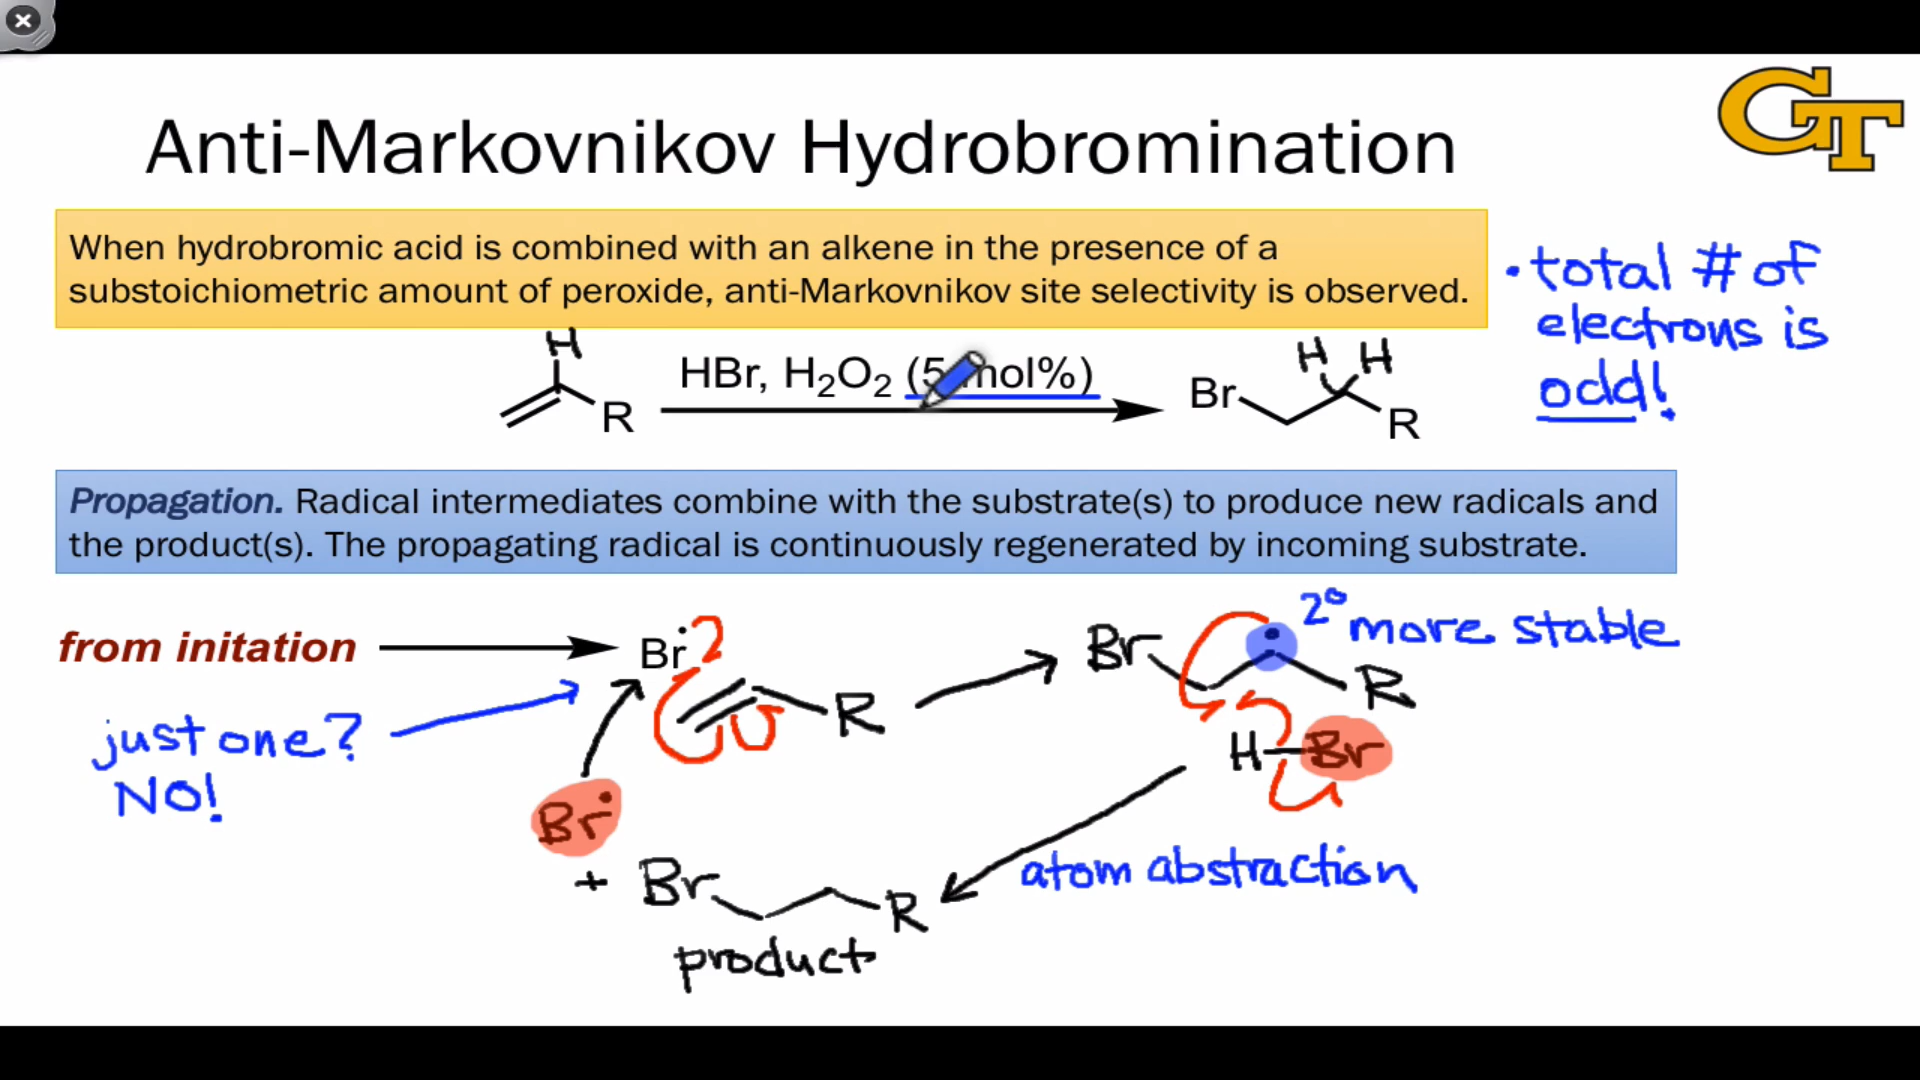 Anti-Markovnikov Hydrobromination
GT
When hydrobromic acid is combined with an alkene in the presence of a
substoichiometric amount of peroxide, anti-Markovnikov site selectivity is observed.
• total # of
electrons is
odd!
H
R
HBr, H₂O₂ (5 mol%)
H H
Br
R
Propagation. Radical intermediates combine with the substrate(s) to produce new radicals and
the product(s). The propagating radical is continuously regenerated by incoming substrate.
from initation
Br•
R
Br
•
R
2° more stable
just one?
NO!
H-Br
Br•
+ Br
R
atom abstraction
product